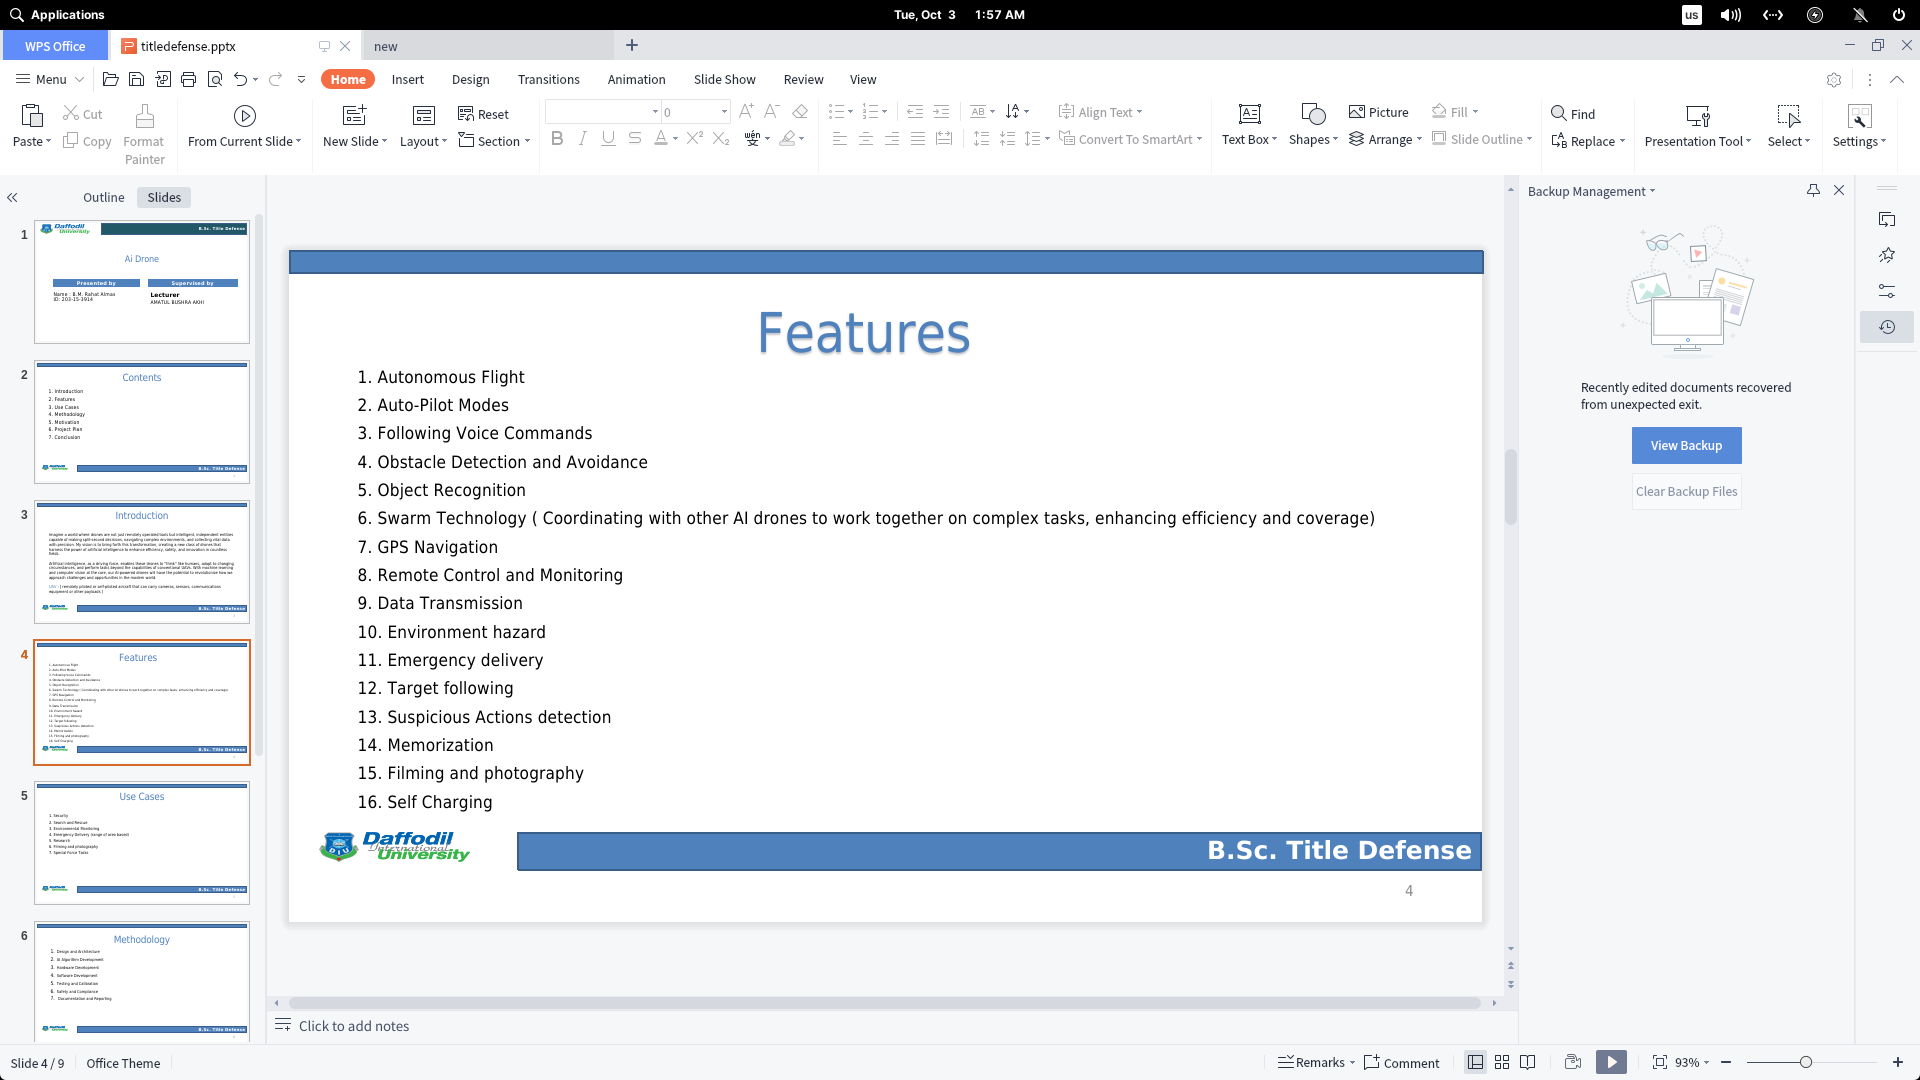 Applications
Tue, Oct 3 1:57 AM
us
WPS Office
titledefense.pptx
new
Menu
Home
Insert
Design
Transitions
Animation
Slide Show
Review
View
Paste
Cut
Copy
Format Painter
From Current Slide
New Slide
Layout
Reset
Section
0
Align Text
Convert To SmartArt
Text Box
Shapes
Picture
Arrange
Fill
Slide Outline
Find
Replace
Presentation Tool
Select
Settings
Outline
Slides
1
Daffodil
University
B.Sc. Title Defense
Ai Drone
Presented by
Supervised by
Name : B.M. Rahat Almas
ID: 203-15-3914
Lecturer
AMATUL BUSHRA AKHI
2
Contents
1. Introduction
2. Features
3. Use Cases
4. Methodology
5. Motivation
6. Project Plan
7. Conclusion
B.Sc. Title Defense
3
Introduction
B.Sc. Title Defense
4
Features
B.Sc. Title Defense
5
Use Cases
1. Security
2. Search and Rescue
3. Environmental Monitoring
4. Emergency Delivery (range of area based)
5. Research
6. Filming and photography
7. Special Force Tasks
B.Sc. Title Defense
6
Methodology
1. Design and Architecture
2. AI Algorithm Development
3. Hardware Development
4. Software Development
5. Testing and Calibration
6. Safety and Compliance
7. Documentation and Reporting
B.Sc. Title Defense
Features
1. Autonomous Flight
2. Auto-Pilot Modes
3. Following Voice Commands
4. Obstacle Detection and Avoidance
5. Object Recognition
6. Swarm Technology ( Coordinating with other AI drones to work together on complex tasks, enhancing efficiency and coverage)
7. GPS Navigation
8. Remote Control and Monitoring
9. Data Transmission
10. Environment hazard
11. Emergency delivery
12. Target following
13. Suspicious Actions detection
14. Memorization
15. Filming and photography
16. Self Charging
DIU
Daffodil
International
University
B.Sc. Title Defense
4
Click to add notes
Backup Management
Recently edited documents recovered
from unexpected exit.
View Backup
Clear Backup Files
Slide 4 / 9
Office Theme
Remarks
Comment
93%